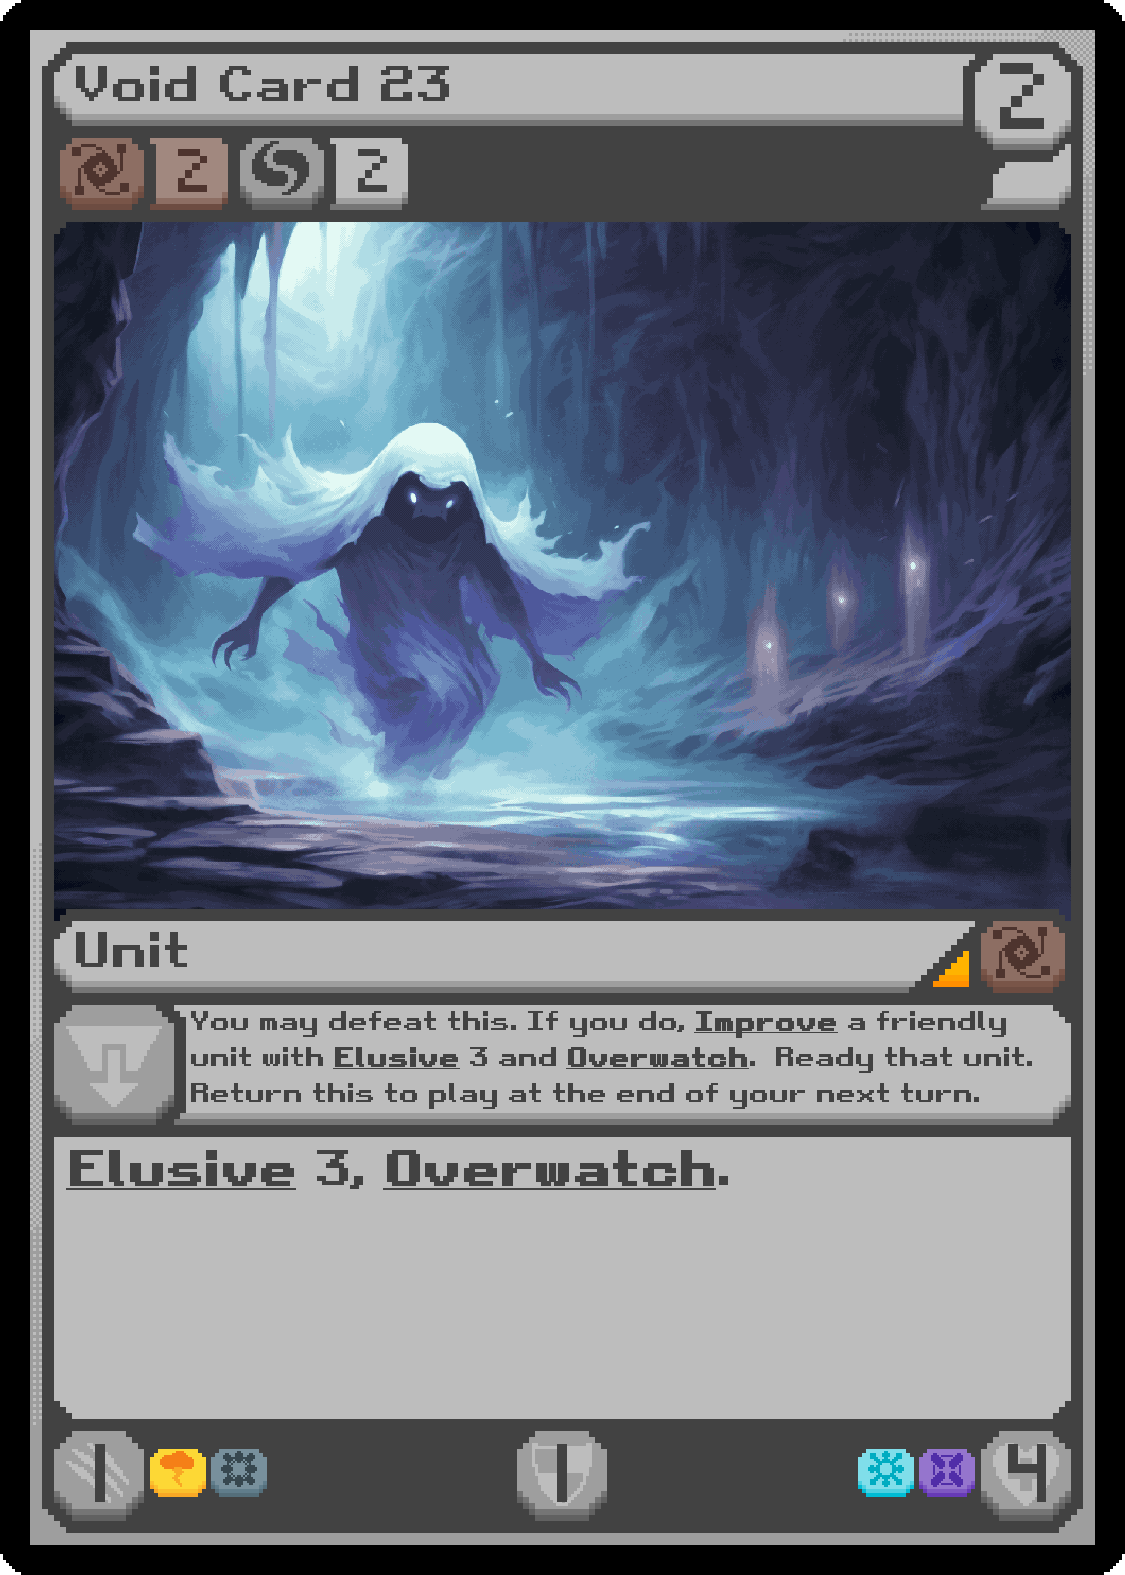 Void Card 23
2
2
2
Unit
You may defeat this. If you do, Improve a friendly
unit with Elusive 3 and Overwatch. Ready that unit.
Return this to play at the end of your next turn.
Elusive 3, Overwatch.
1
1
4